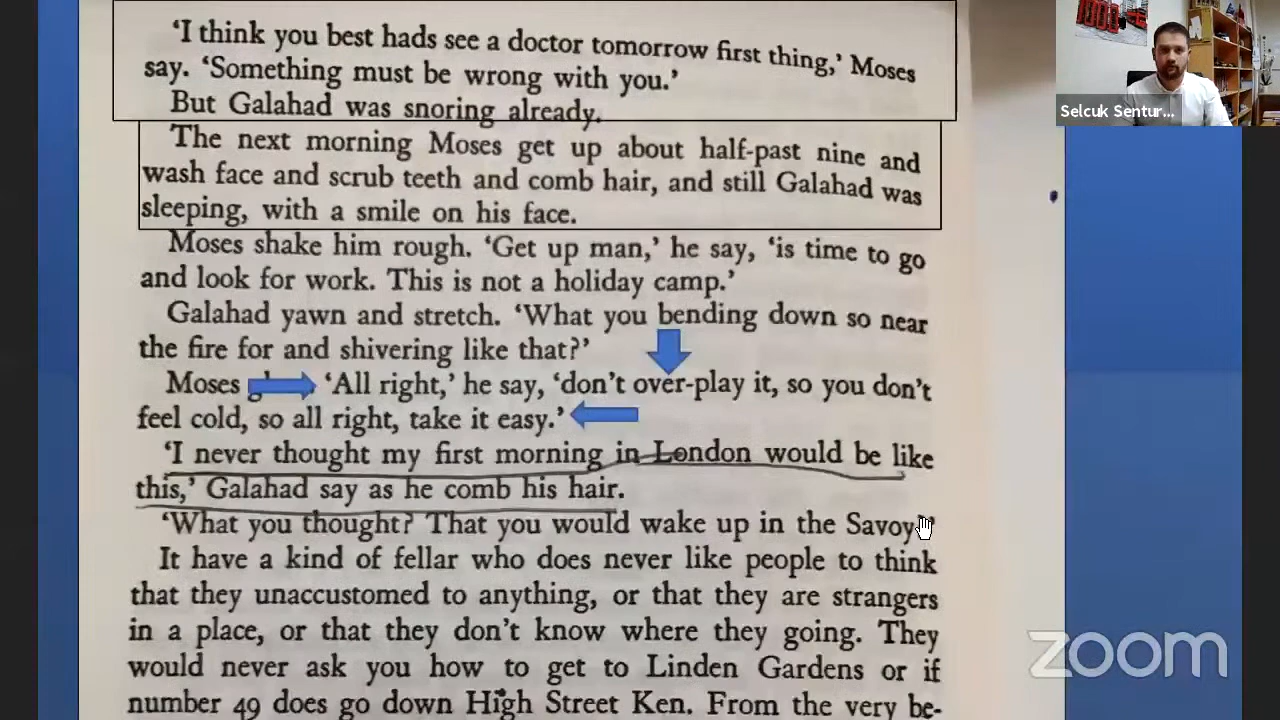 ‘I think you best hads see a doctor tomorrow first thing,’ Moses
say. ‘Something must be wrong with you.’
But Galahad was snoring already.
The next morning Moses get up about half-past nine and
wash face and scrub teeth and comb hair, and still Galahad was
sleeping, with a smile on his face.
Moses shake him rough. ‘Get up man,’ he say, ‘is time to go
and look for work. This is not a holiday camp.’
Galahad yawn and stretch. ‘What you bending down so near
the fire for and shivering like that?’
Moses ‘All right,’ he say, ‘don’t over-play it, so you don’t
feel cold, so all right, take it easy.’
‘I never thought my first morning in London would be like
this,’ Galahad say as he comb his hair.
‘What you thought? That you would wake up in the Savoy
It have a kind of fellar who does never like people to think
that they unaccustomed to anything, or that they are strangers
in a place, or that they don’t know where they going. They
would never ask you how to get to Linden Gardens or if
number 49 does go down High Street Ken. From the very be-
Selcuk Sentur...
1000
zoom